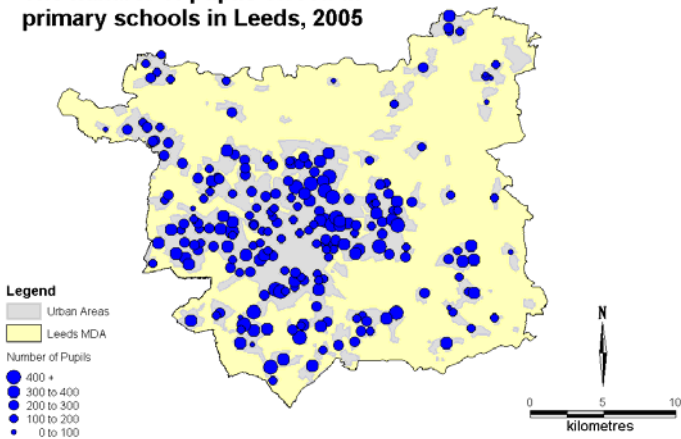 primary schools in Leeds, 2005
Legend
Urban Areas
Leeds MDA
Number of Pupils
400 +
300 to 400
200 to 300
100 to 200
0 to 100
N
0 5 10
kilometres